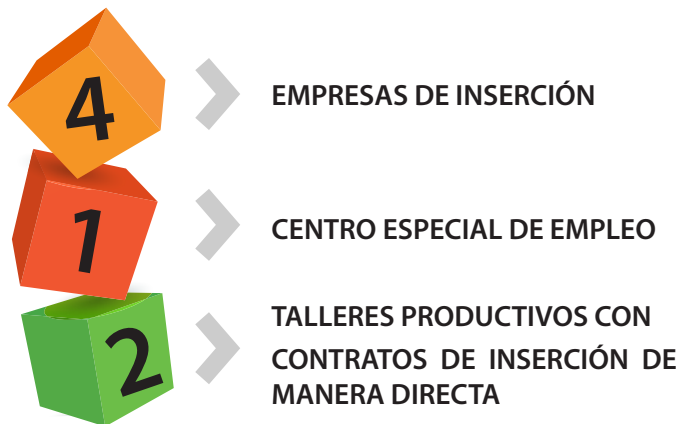 4
EMPRESAS DE INSERCIÓN
1
CENTRO ESPECIAL DE EMPLEO
2
TALLERES PRODUCTIVOS CON
CONTRATOS DE INSERCIÓN DE
MANERA DIRECTA